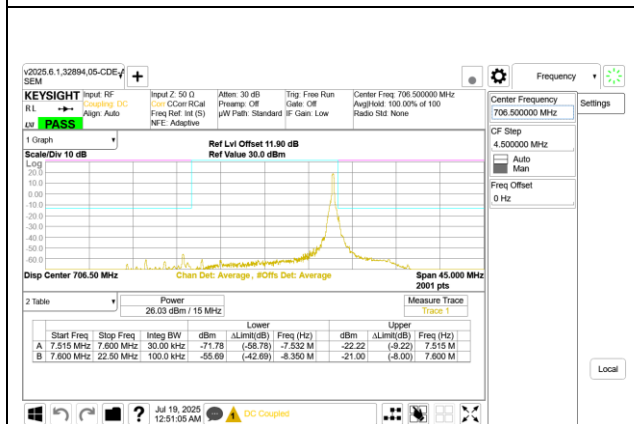 v2025.6.1,32894,05-CDE-A
SEM
Frequency
KEYSIGHT Input: RF
R L
Coupling: DC
Align: Auto
PASS
Input Z: 50 Ω
Corr CCorr RCal
Freq Ref: Int (S)
NFE: Adaptive
Atten: 30 dB
Preamp: Off
µW Path: Standard
Trig: Free Run
Gate: Off
IF Gain: Low
Center Freq: 706.500000 MHz
Avg|Hold: 100.00% of 100
Radio Std: None
Center Frequency
706.500000 MHz
Settings
CF Step
4.500000 MHz
Auto
Man
Freq Offset
0 Hz
Local
1 Graph
Scale/Div 10 dB
Ref Lvl Offset 11.90 dB
Ref Value 30.0 dBm
Log
20.0
10.0
0.00
-10.0
-20.0
-30.0
-40.0
-50.0
-60.0
Disp Center 706.50 MHz
Chan Det: Average, #Offs Det: Average
Span 45.000 MHz
2001 pts
2 Table
Power
26.03 dBm / 15 MHz
Measure Trace
Trace 1
Lower Upper
Start Freq Stop Freq Integ BW dBm ΔLimit(dB) Freq (Hz) dBm ΔLimit(dB) Freq (Hz)
A 7.515 MHz 7.600 MHz 30.00 kHz -71.78 (-58.78) -7.532 M -22.22 (-9.22) 7.515 M
B 7.600 MHz 22.50 MHz 100.0 kHz -55.69 (-42.69) -8.350 M -21.00 (-8.00) 7.600 M
?
Jul 19, 2025
12:51:05 AM
DC Coupled